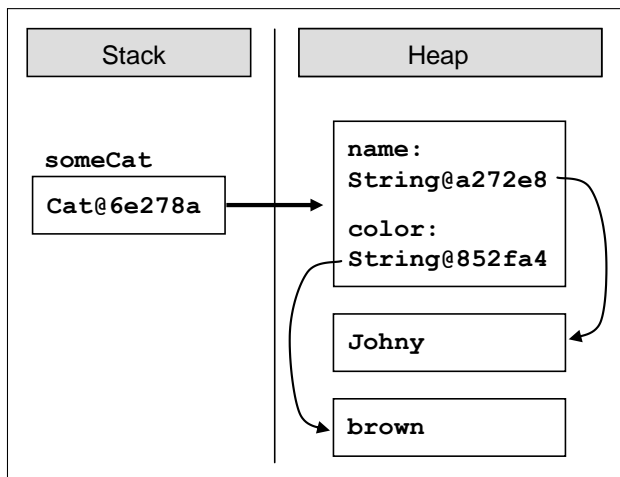 Stack
Heap
someCat
Cat@6e278a
name:
String@a272e8
color:
String@852fa4
Johny
brown